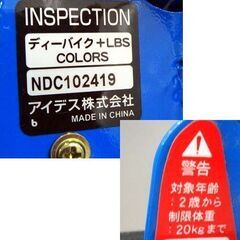 INSPECTION
ディーバイク+LBS
COLORS
NDC102419
アイデス株式会社
MADE IN CHINA
b
警告
対象年齢
:2歳から
制限体重
:20kgまで